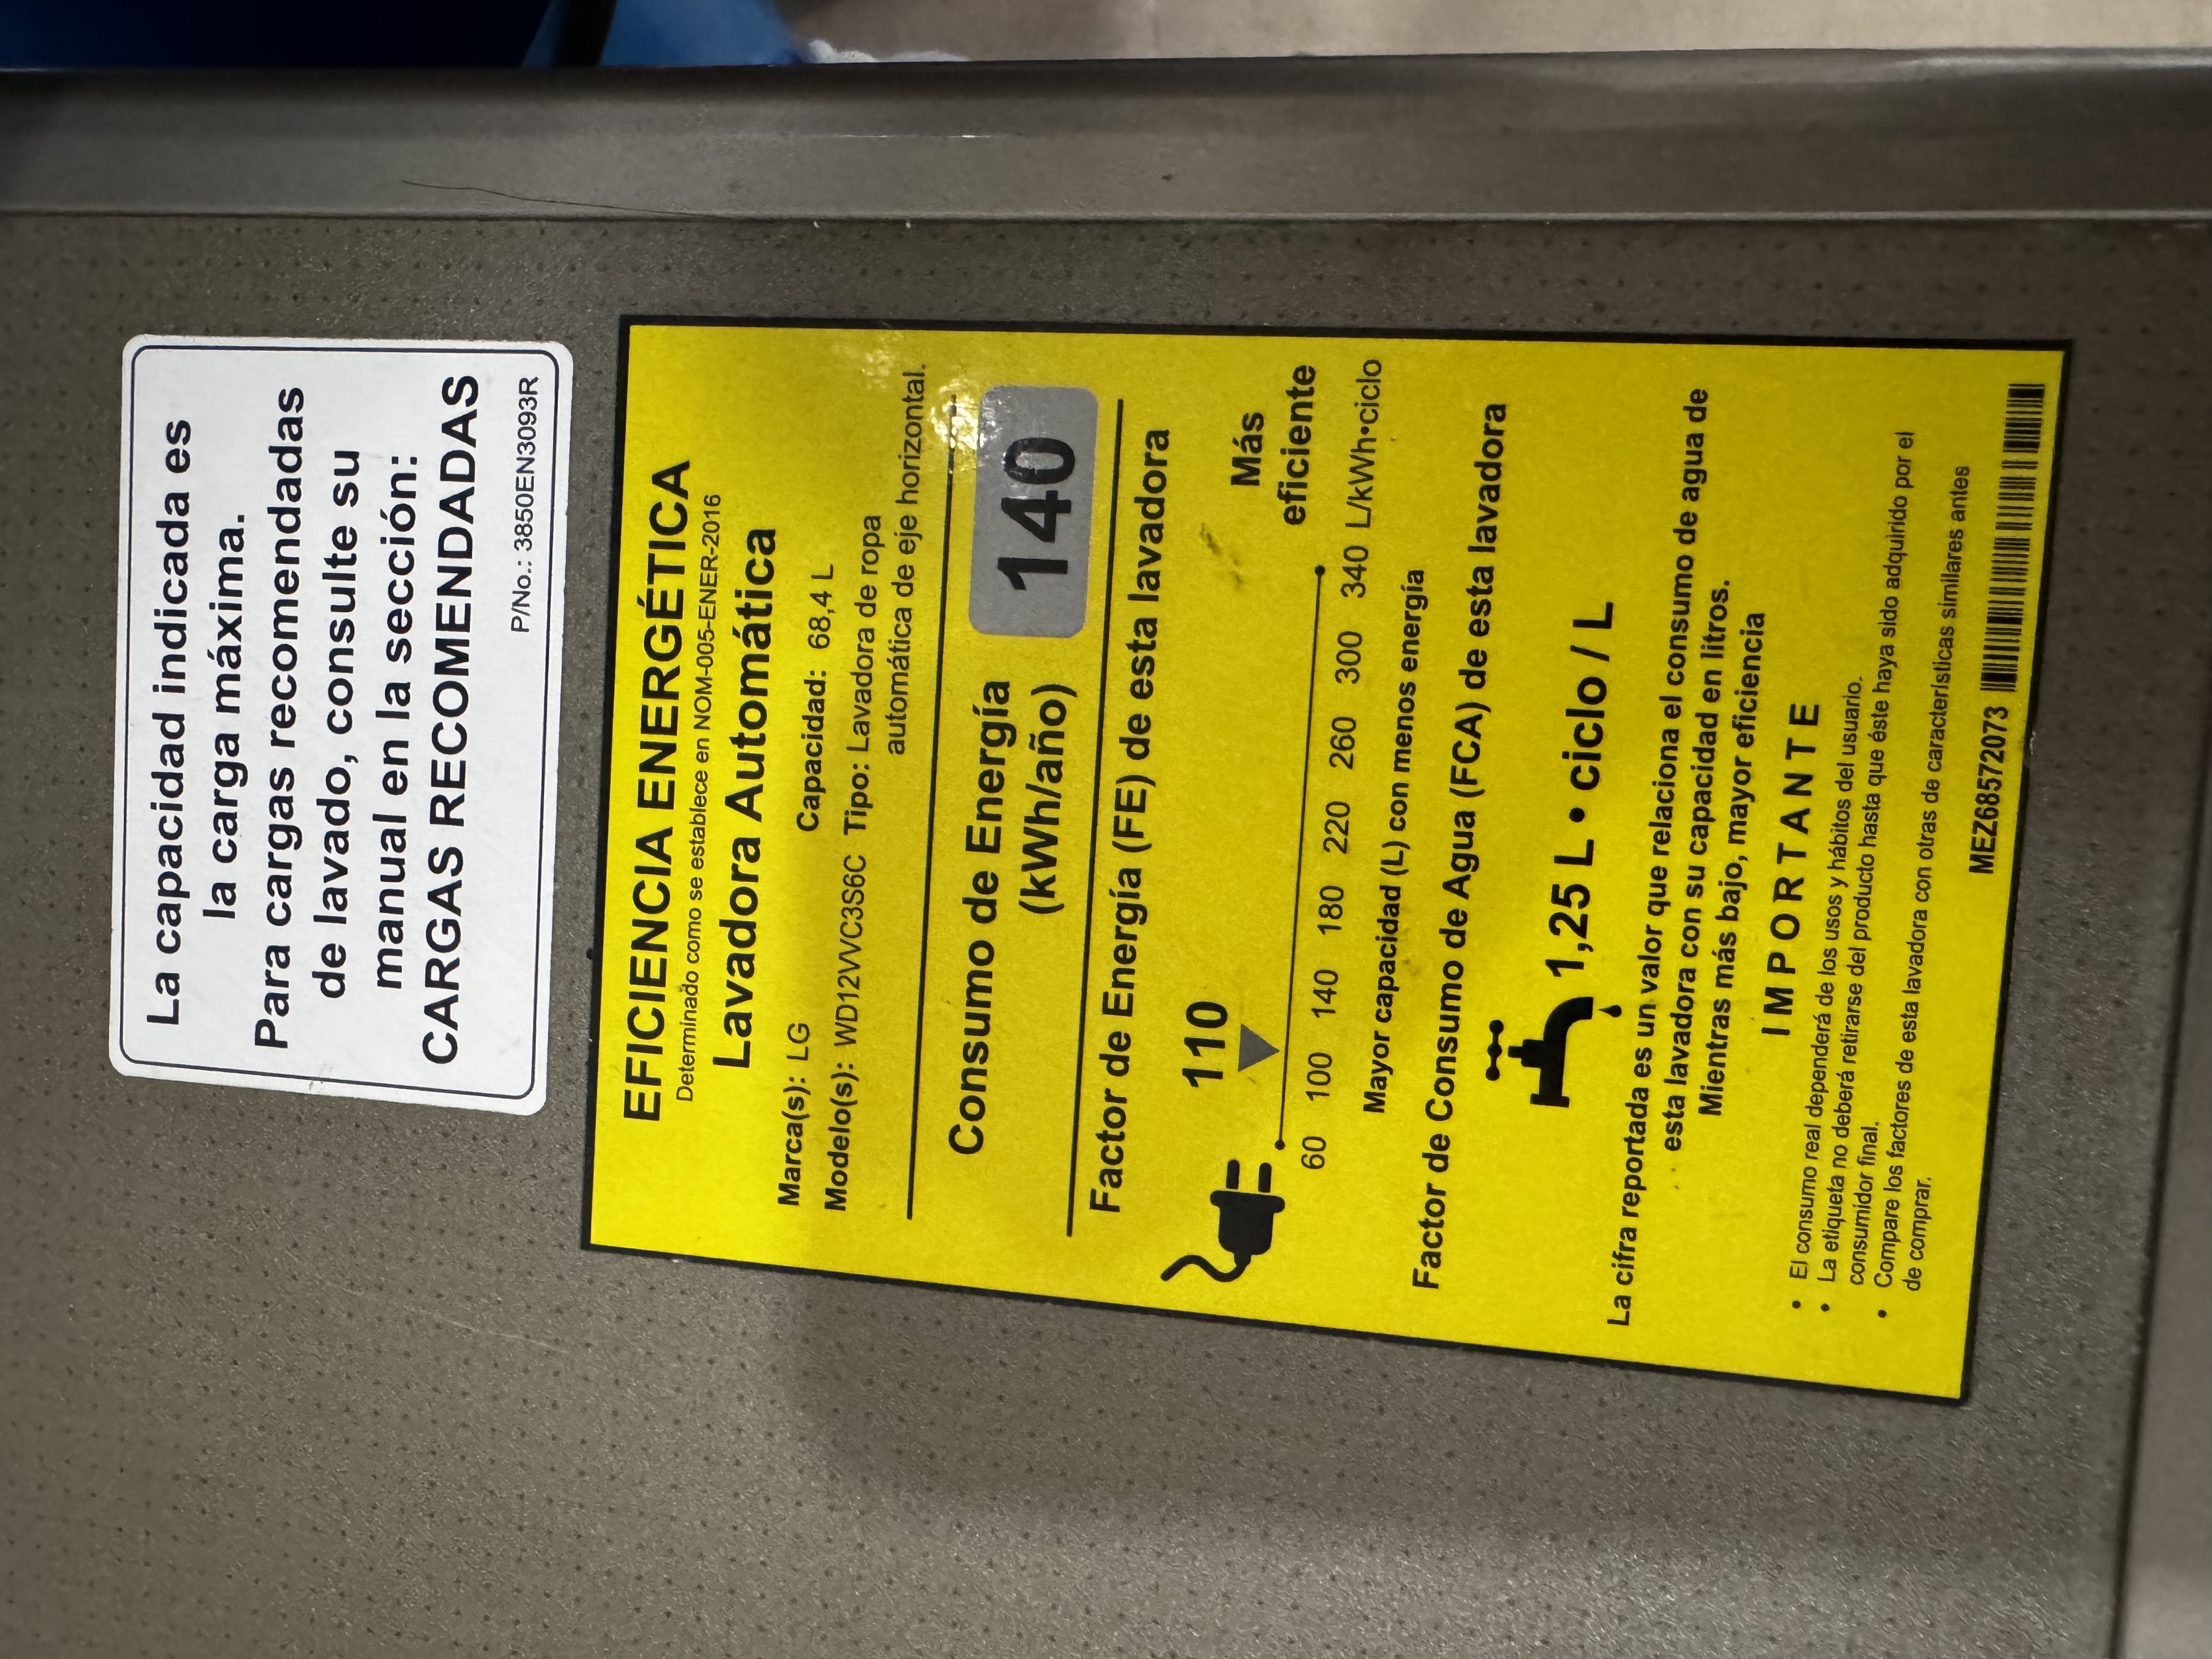 La capacidad indicada es
la carga máxima.
Para cargas recomendadas
de lavado, consulte su
manual en la sección:
CARGAS RECOMENDADAS
P/No.: 3850EN3093R
EFICIENCIA ENERGÉTICA
Determinado como se establece en NOM-005-ENER-2016
Lavadora Automática
Marca(s): LG Capacidad: 68,4 L
Modelo(s): WD12VVC3S6C Tipo: Lavadora de ropa
automática de eje horizontal.
Consumo de Energía
(kWh/año)
140
Factor de Energía (FE) de esta lavadora
110
Más
eficiente
60 100 140 180 220 260 300 340 L/kWh•ciclo
Mayor capacidad (L) con menos energía
Factor de Consumo de Agua (FCA) de esta lavadora
1,25 L • ciclo / L
La cifra reportada es un valor que relaciona el consumo de agua de
esta lavadora con su capacidad en litros.
Mientras más bajo, mayor eficiencia
IMPORTANTE
• El consumo real dependerá de los usos y hábitos del usuario.
• La etiqueta no deberá retirarse del producto hasta que éste haya sido adquirido por el
consumidor final.
• Compare los factores de esta lavadora con otras de características similares antes
de comprar.
MEZ68572073